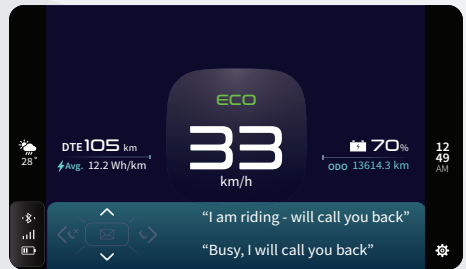 ECO
33
km/h
DTE 105 km
Avg. 12.2 Wh/km
70%
ODO 13614.3 km
28°
12
49
AM
“I am riding - will call you back”
“Busy, I will call you back”